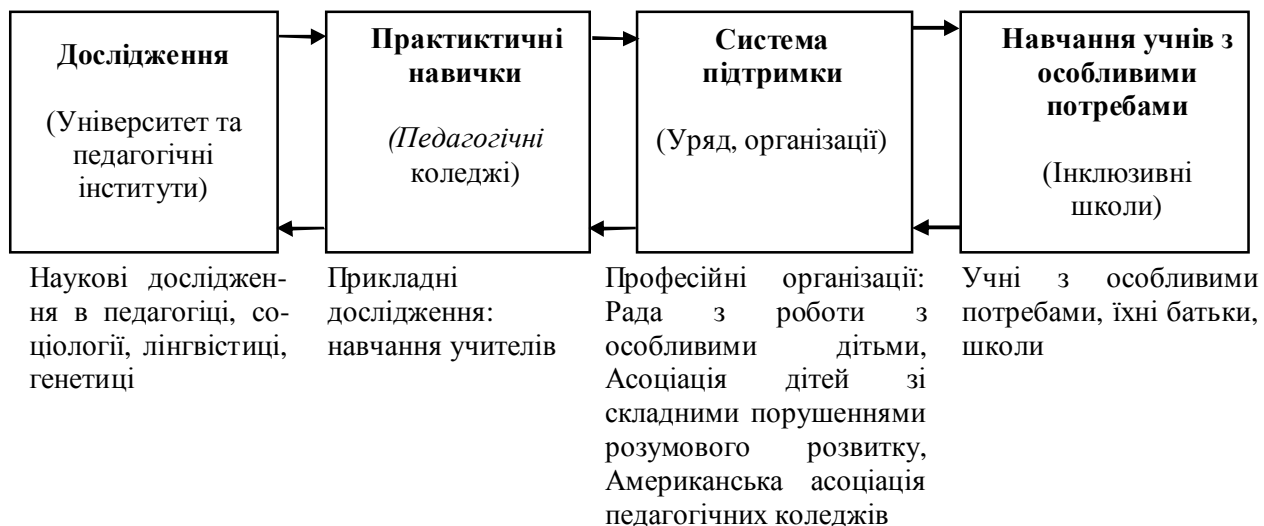 Дослідження
(Університет та
педагогічні
інститути)
Практиктичні
навички
(Педагогічні
коледжі)
Система
підтримки
(Уряд, організації)
Навчання учнів з
особливими
потребами
(Інклюзивні
школи)
Наукові досліджен-
ня в педагогіці, со-
ціології, лінгвістиці,
генетиці
Прикладні
дослідження:
навчання учителів
Професійні організації:
Рада з роботи з
особливими дітьми,
Асоціація дітей зі
складними порушеннями
розумового розвитку,
Американська асоціація
педагогічних коледжів
Учні з особливими
потребами, їхні батьки,
школи